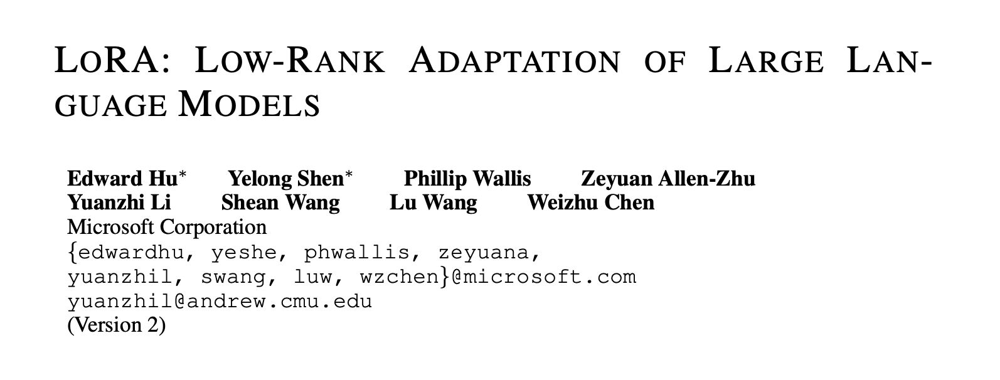 LoRA: Low-Rank Adaptation of Large Lan-
guage Models
Edward Hu* Yelong Shen* Phillip Wallis Zeyuan Allen-Zhu
Yuanzhi Li Shean Wang Lu Wang Weizhu Chen
Microsoft Corporation
{edwardhu, yeshe, phwallis, zeyuana,
yuanzhil, swang, luw, wzchen}@microsoft.com
yuanzhil@andrew.cmu.edu
(Version 2)